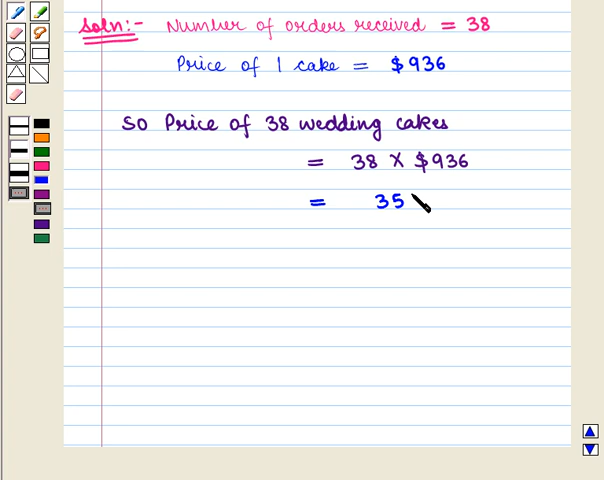 Soln:- Number of orders received = 38
Price of 1 cake = $936
So Price of 38 wedding cakes
= 38 × $936
= 35